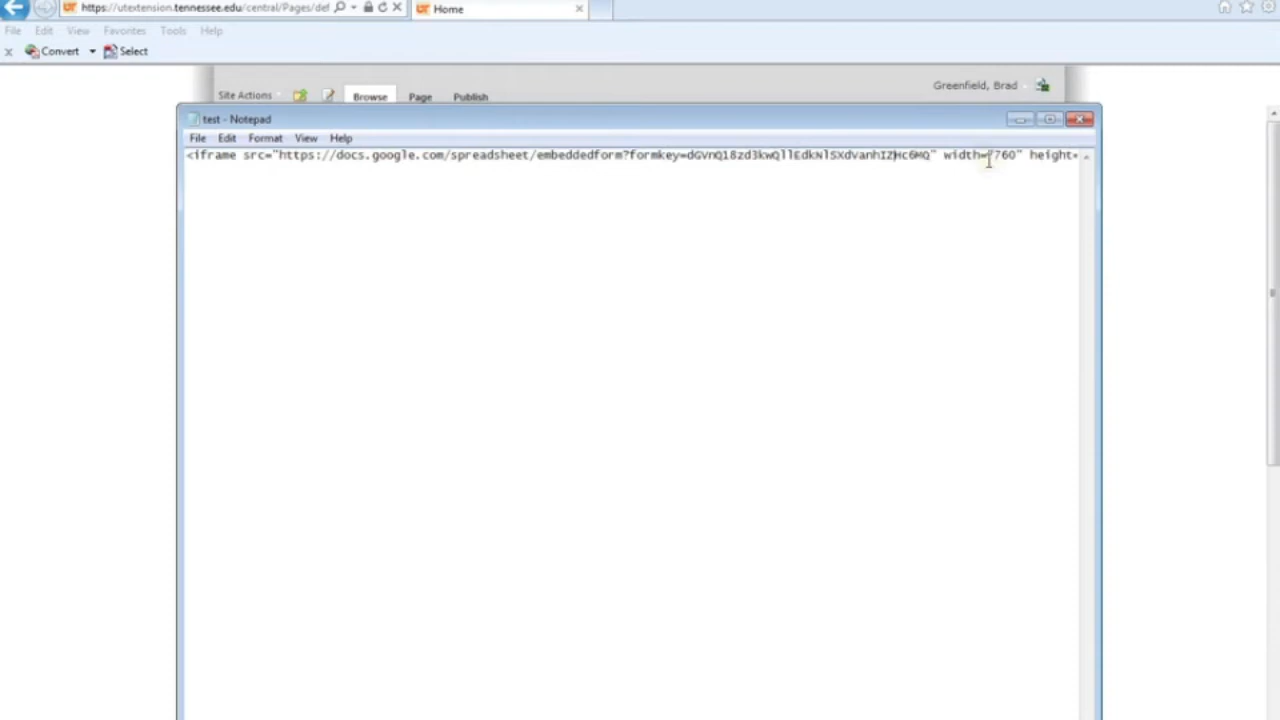 https://utextension.tennessee.edu/central/Pages/def
Home
File Edit View Favorites Tools Help
x Convert Select
Site Actions Browse Page Publish
Greenfield, Brad
test - Notepad
File Edit Format View Help
<iframe src="https://docs.google.com/spreadsheet/embeddedform?formkey=dGVnQ18zd3kwQllEdkNlSXdVanhIZHc6MQ" width="760" height=